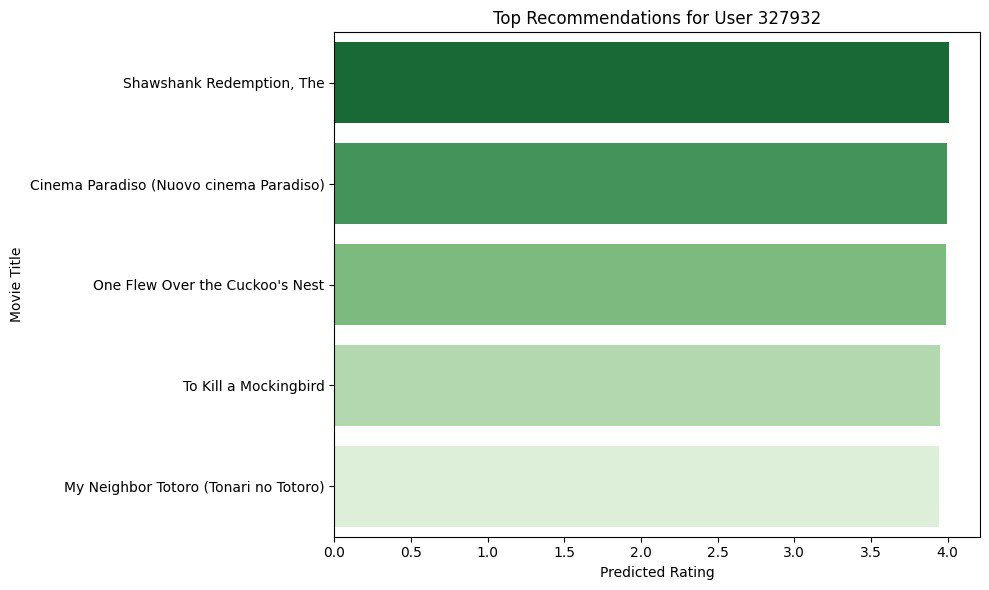 Top Recommendations for User 327932
Movie Title
Shawshank Redemption, The
Cinema Paradiso (Nuovo cinema Paradiso)
One Flew Over the Cuckoo's Nest
To Kill a Mockingbird
My Neighbor Totoro (Tonari no Totoro)
0.0 0.5 1.0 1.5 2.0 2.5 3.0 3.5 4.0
Predicted Rating